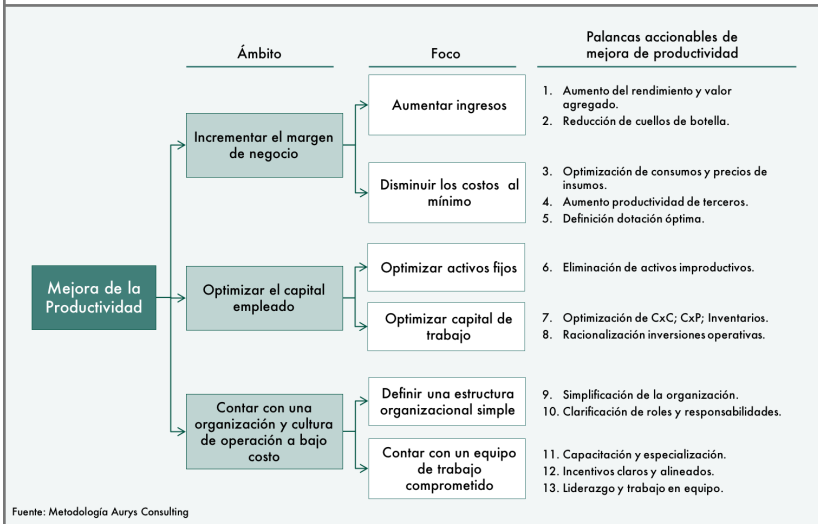 Ámbito
Foco
Palancas accionables de
mejora de productividad
Mejora de la
Productividad
Incrementar el margen
de negocio
Aumentar ingresos
1. Aumento del rendimiento y valor
agregado.
2. Reducción de cuellos de botella.
Disminuir los costos al
mínimo
3. Optimización de consumos y precios de
insumos.
4. Aumento productividad de terceros.
5. Definición dotación óptima.
Optimizar el capital
empleado
Optimizar activos fijos
6. Eliminación de activos improductivos.
Optimizar capital de
trabajo
7. Optimización de CxC; CxP; Inventarios.
8. Racionalización inversiones operativas.
Contar con una
organización y cultura
de operación a bajo
costo
Definir una estructura
organizacional simple
9. Simplificación de la organización.
10. Clarificación de roles y responsabilidades.
Contar con un equipo
de trabajo
comprometido
11. Capacitación y especialización.
12. Incentivos claros y alineados.
13. Liderazgo y trabajo en equipo.
Fuente: Metodología Aurys Consulting